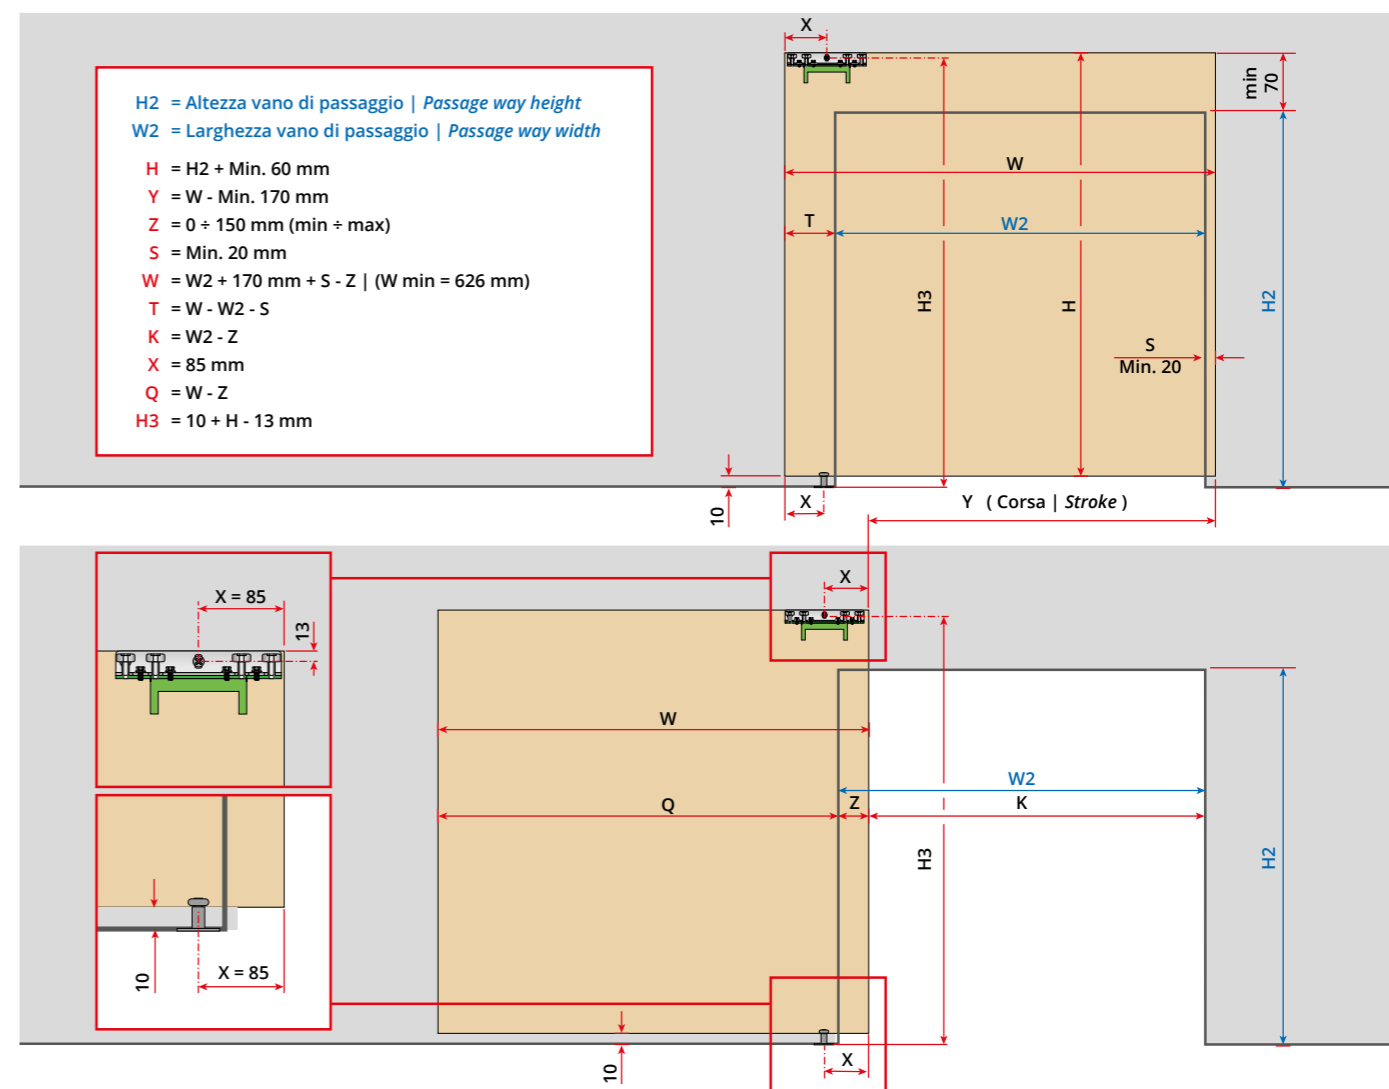 H2 = Altezza vano di passaggio | Passage way height
W2 = Larghezza vano di passaggio | Passage way width
H = H2 + Min. 60 mm
Y = W - Min. 170 mm
Z = 0 ÷ 150 mm (min ÷ max)
S = Min. 20 mm
W = W2 + 170 mm + S - Z | (W min = 626 mm)
T = W - W2 - S
K = W2 - Z
X = 85 mm
Q = W - Z
H3 = 10 + H - 13 mm
X
min 70
W
T
W2
H3
H
H2
S
Min. 20
10
X
Y ( Corsa | Stroke )
X
X = 85
13
W
W2
Q
Z
K
H3
H2
10
X = 85
10
X